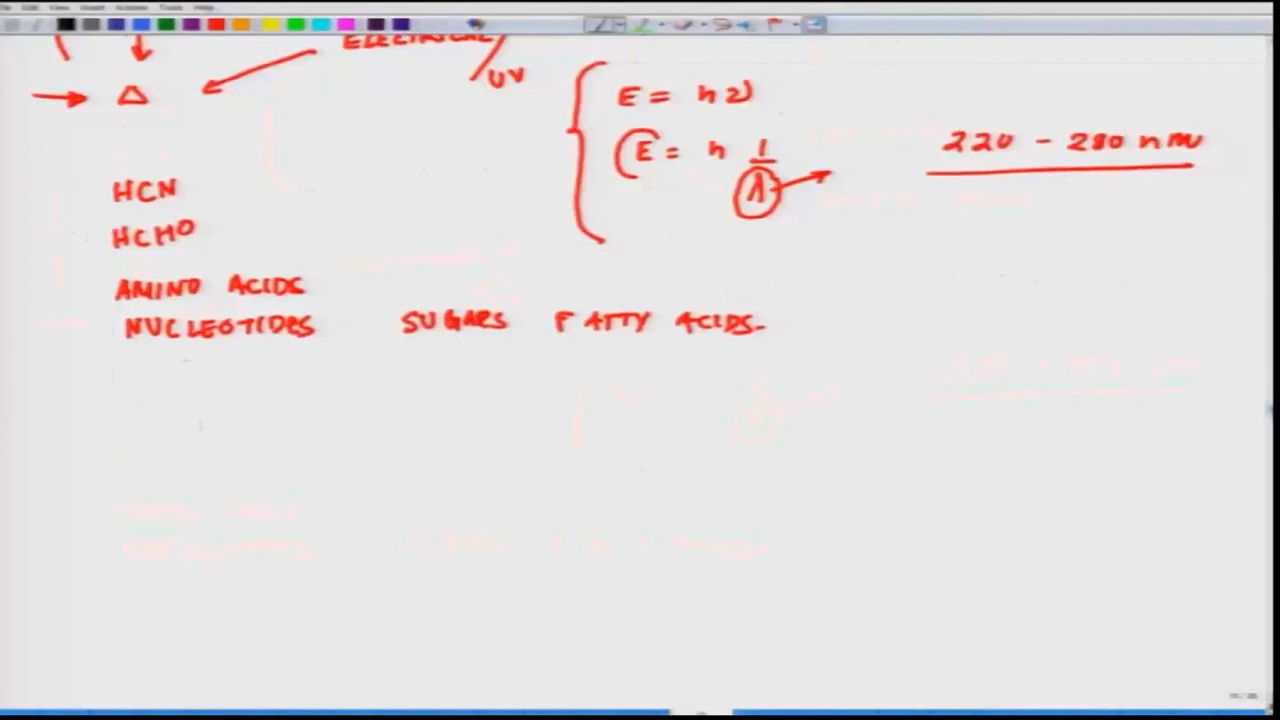 ELECTRICAL/
UV
Δ
E = hν
E = h 1/λ
220 - 280 nm
HCN
HCHO
AMINO ACIDS
NUCLEOTIDES SUGARS FATTY ACIDS.